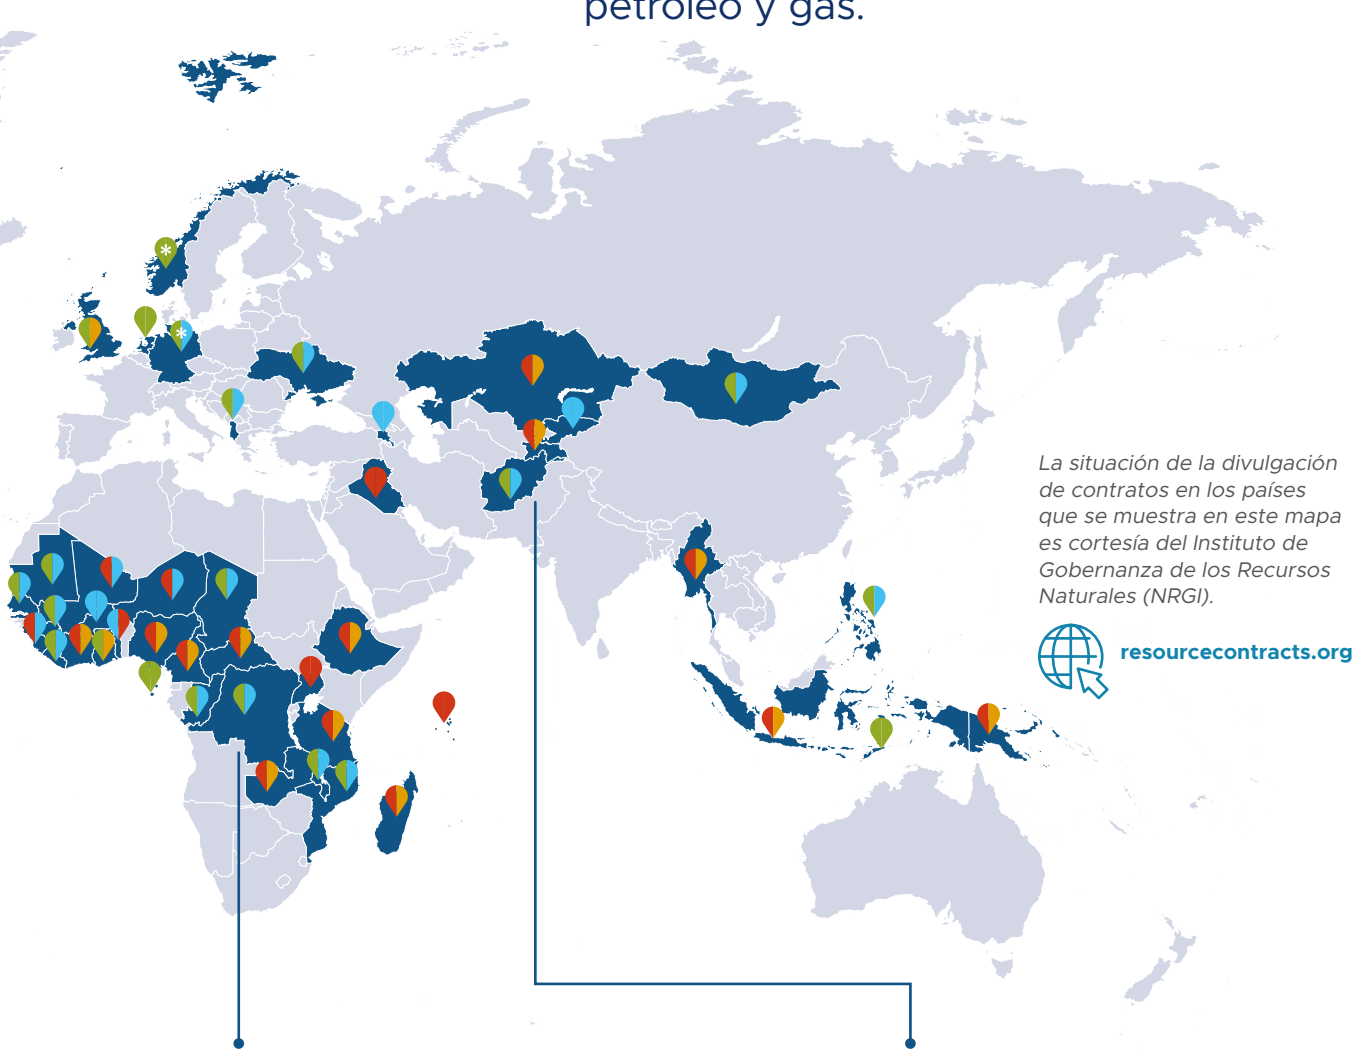 petróleo y gas.
La situación de la divulgación
de contratos en los países
que se muestra en este mapa
es cortesía del Instituto de
Gobernanza de los Recursos
Naturales (NRGI).
resourcecontracts.org